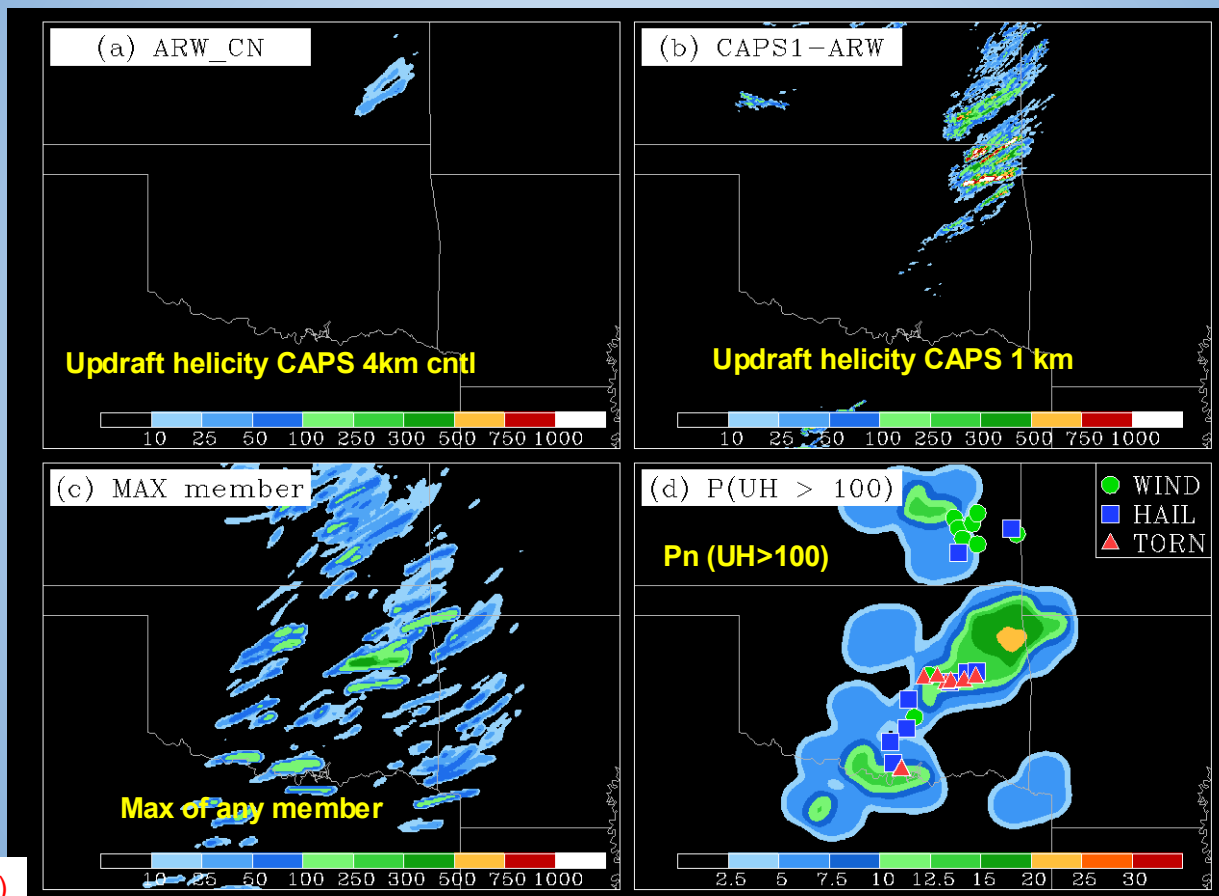 (a) ARW_CN
Updraft helicity CAPS 4km cntl
10 25 50 100 250 300 500 750 1000
(b) CAPS1-ARW
Updraft helicity CAPS 1 km
10 25 50 100 250 300 500 750 1000
(c) MAX member
Max of any member
10 25 50 100 250 300 500 750 1000
(d) P(UH > 100)
WIND
HAIL
TORN
Pn (UH>100)
2.5 5 7.5 10 12.5 15 20 25 30
)